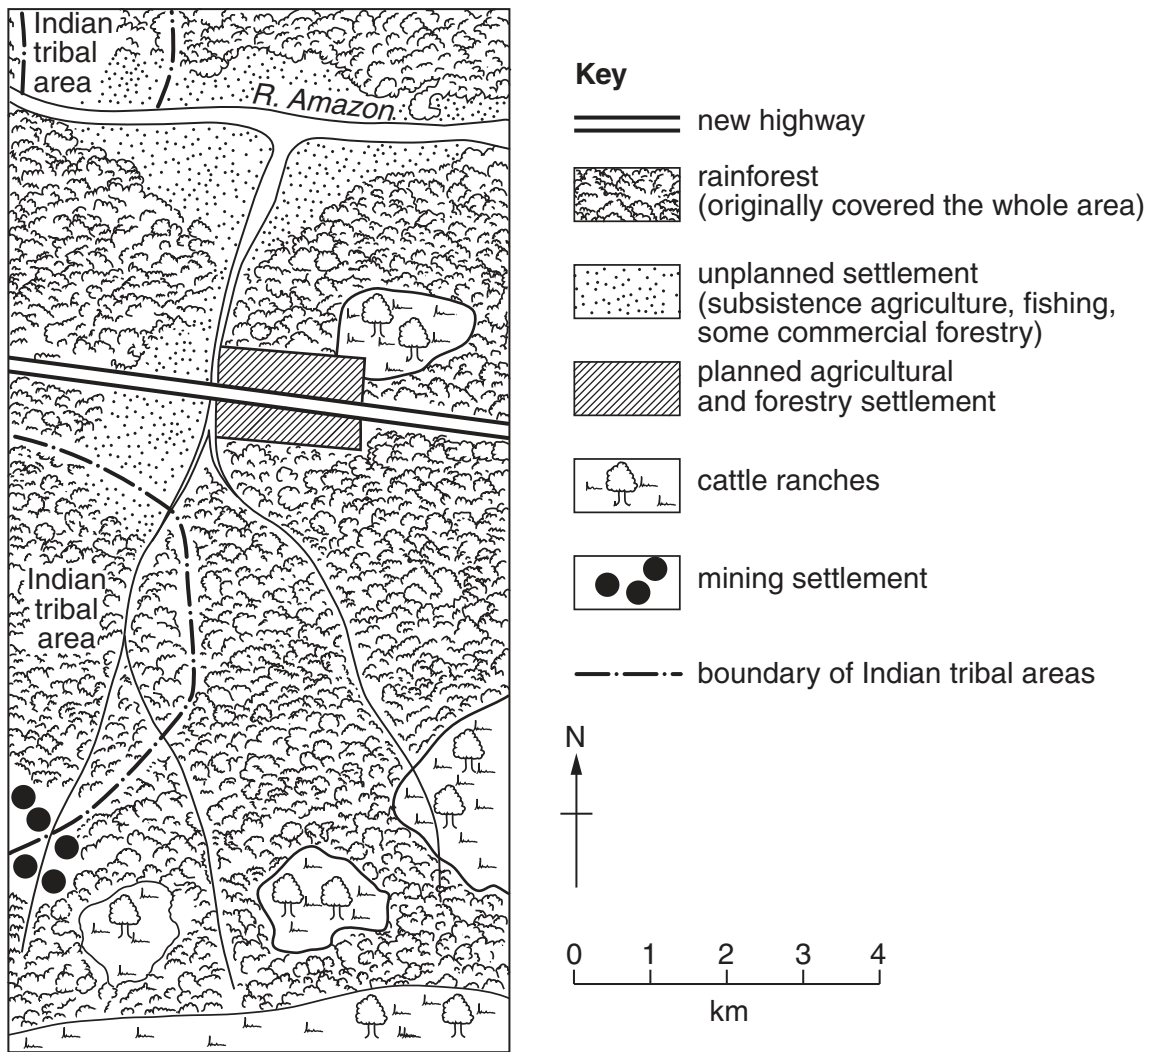 Indian
tribal
area
R. Amazon
Indian
tribal
area
Key
new highway
rainforest
(originally covered the whole area)
unplanned settlement
(subsistence agriculture, fishing,
some commercial forestry)
planned agricultural
and forestry settlement
cattle ranches
mining settlement
boundary of Indian tribal areas
N
0 1 2 3 4
km